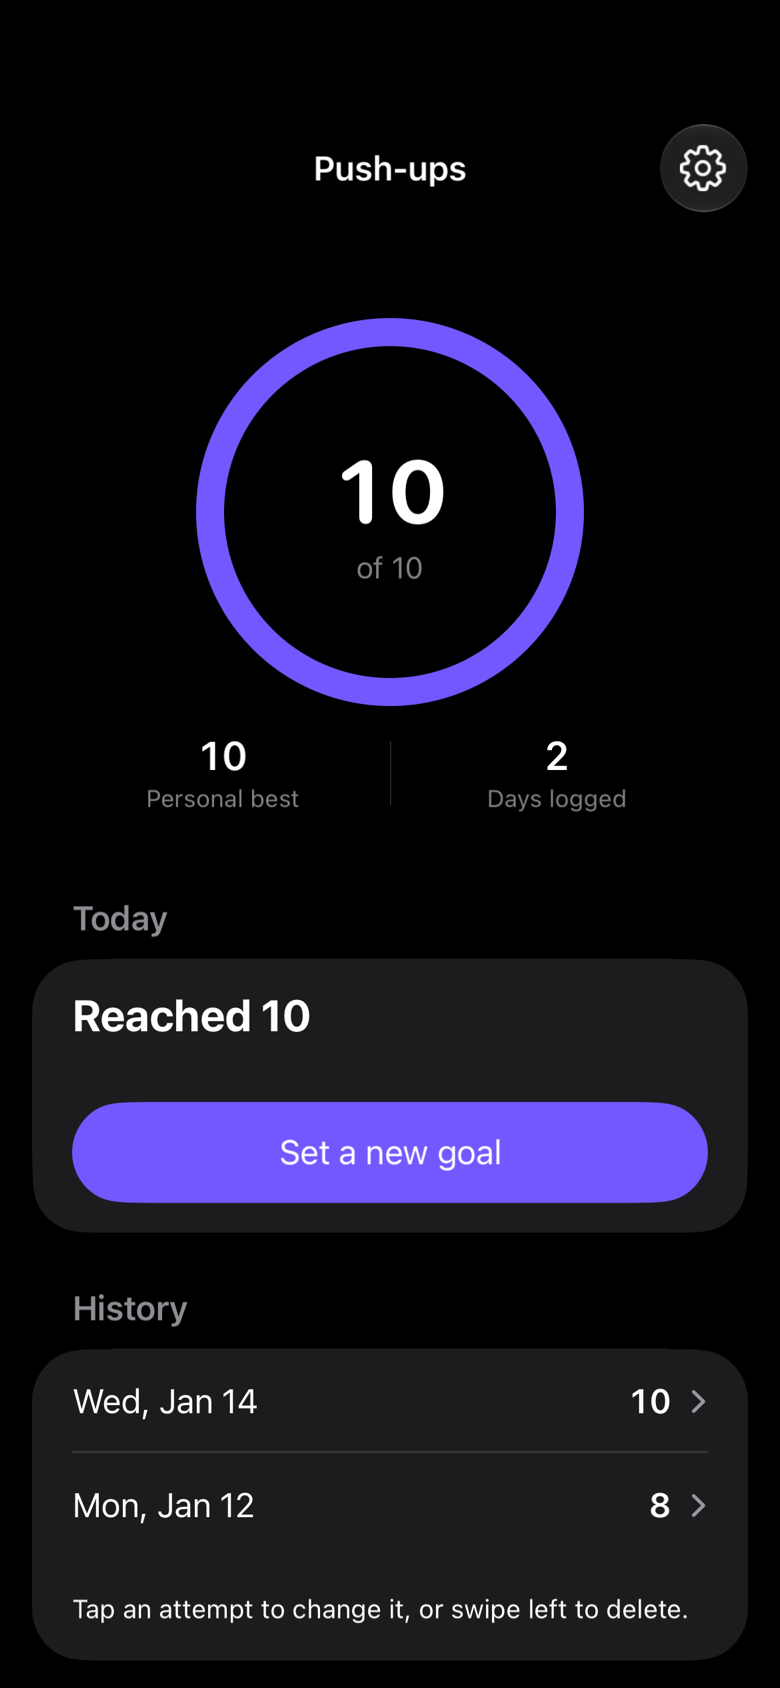 Push-ups
10
of 10
10
Personal best
2
Days logged
Today
Reached 10
Set a new goal
History
Wed, Jan 14 10
Mon, Jan 12 8
Tap an attempt to change it, or swipe left to delete.